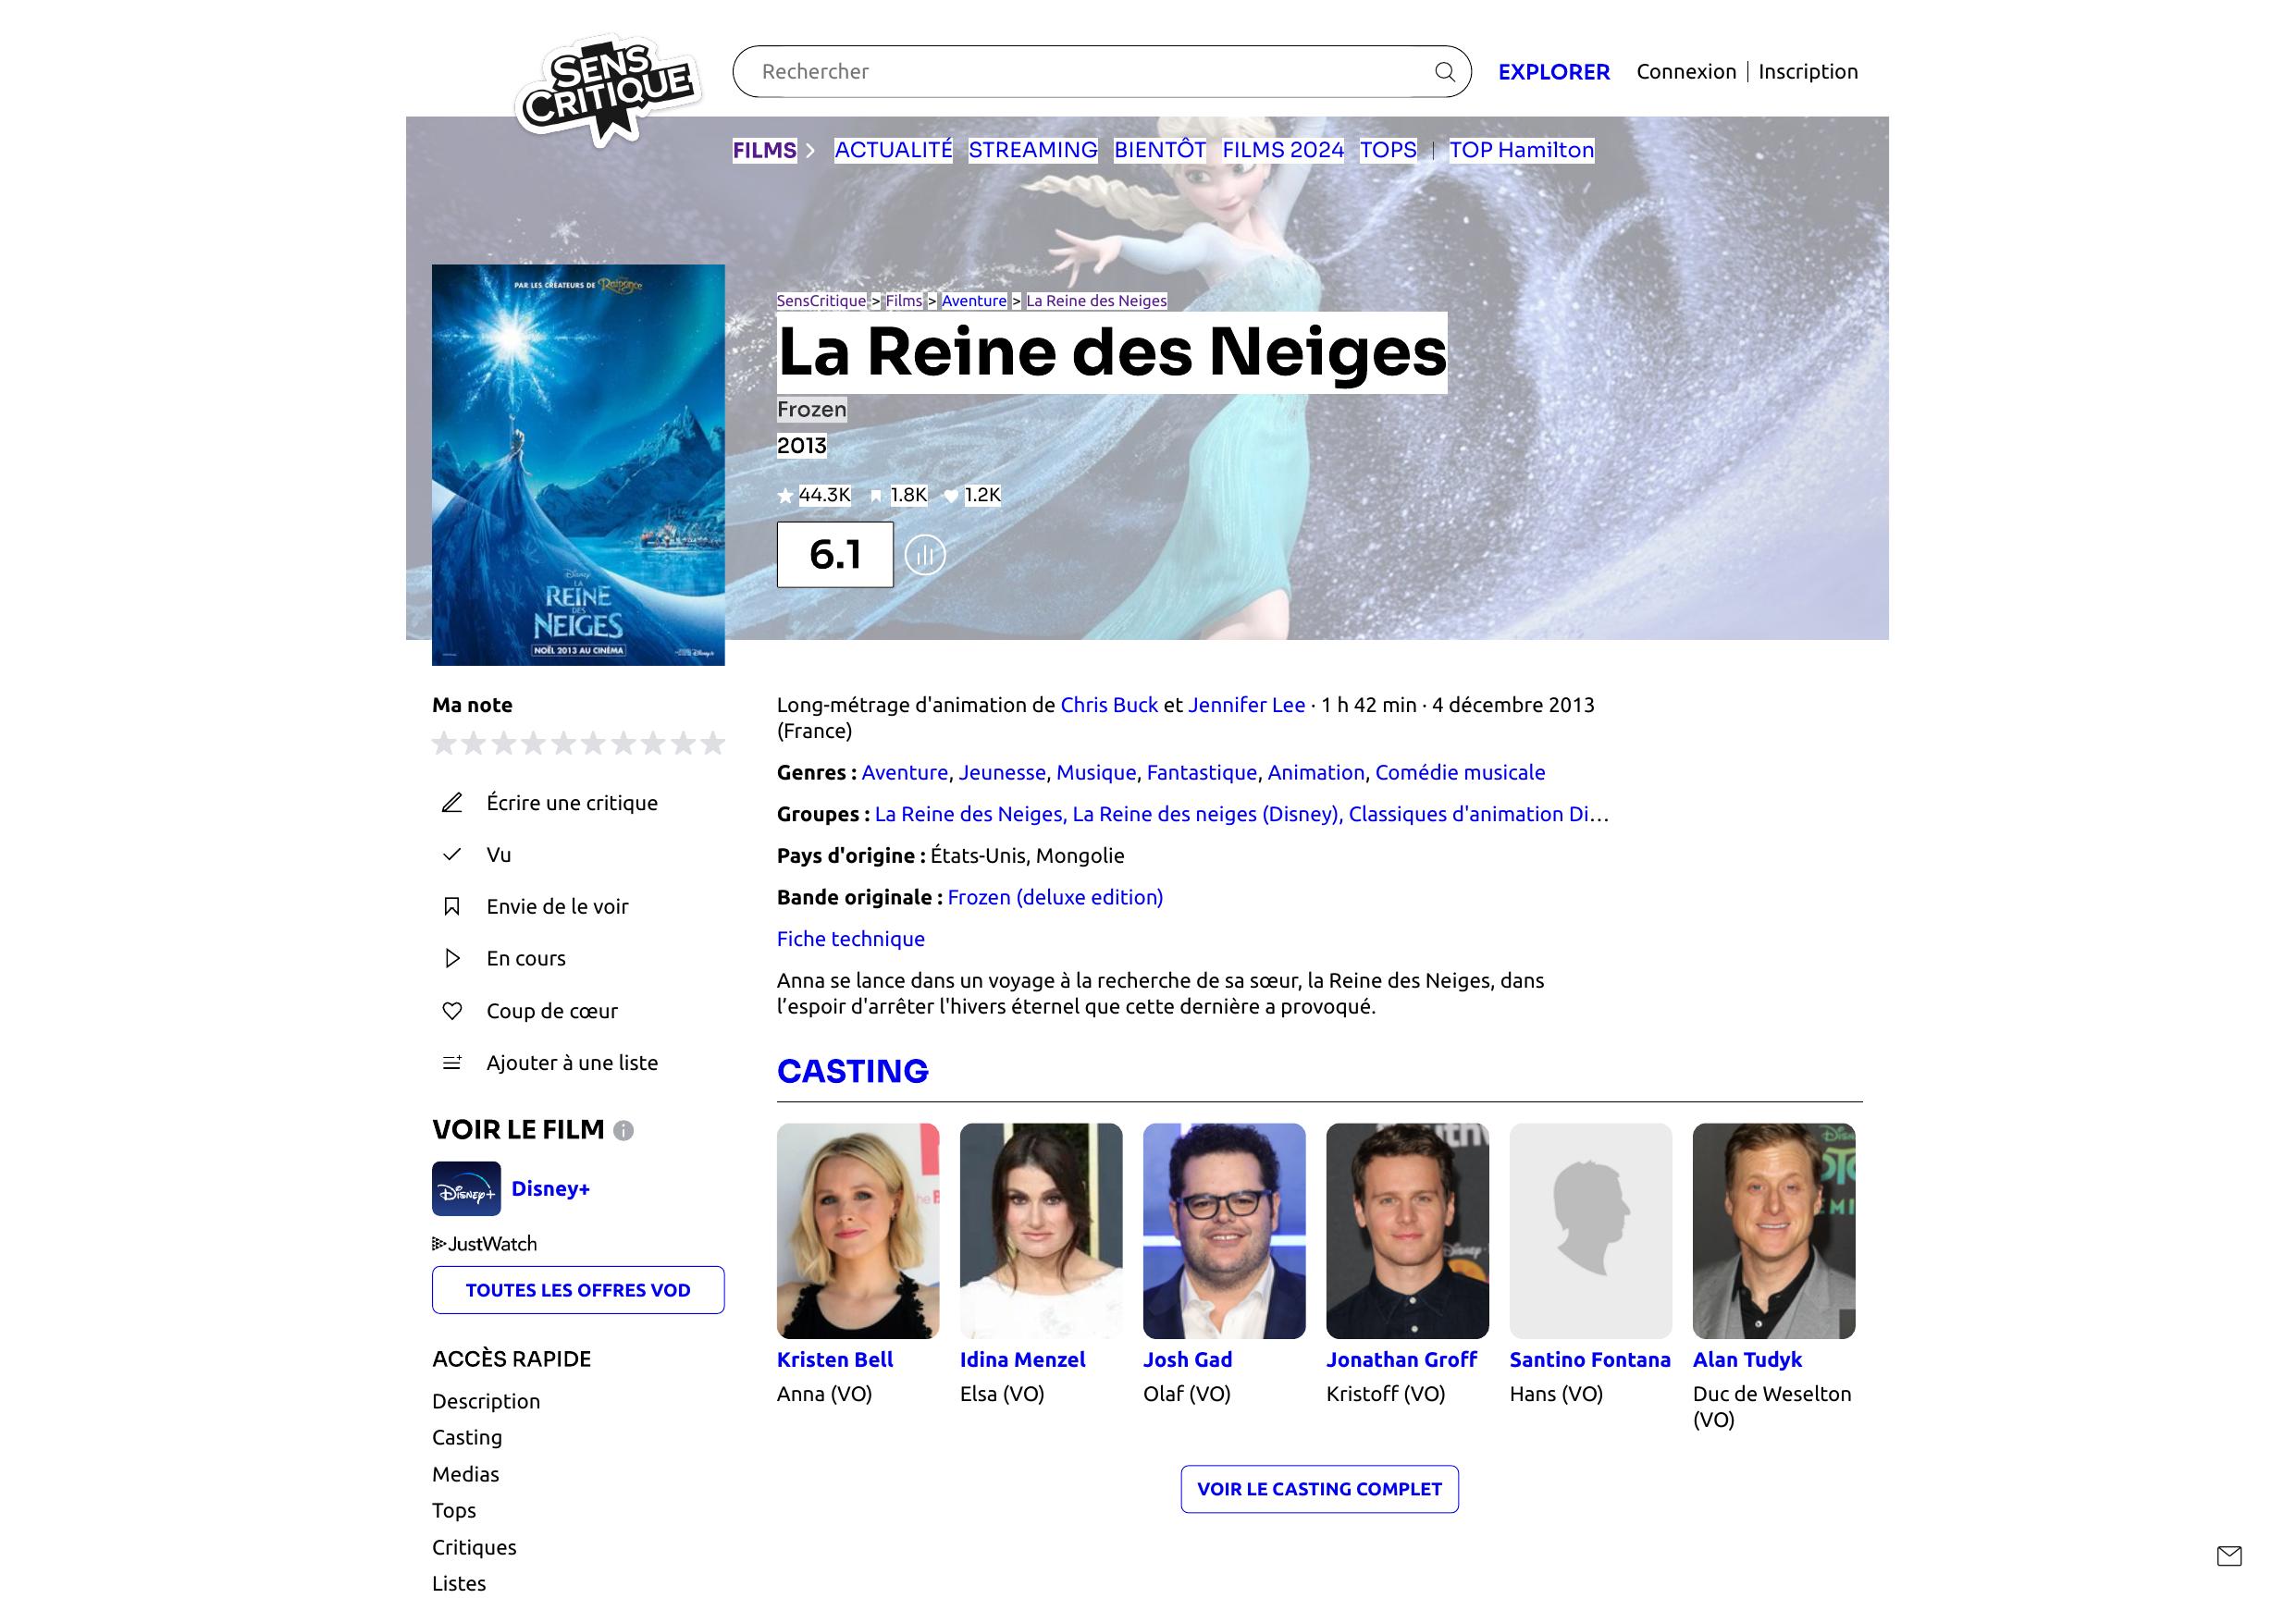 SENS
CRITIQUE
Rechercher
EXPLORER
Connexion | Inscription
FILMS
ACTUALITÉ STREAMING BIENTÔT FILMS 2024 TOPS | TOP Hamilton
PAR LES CRÉATEURS DE Raiponce
Disney
LA
REINE
DES
NEIGES
NOËL 2013 AU CINÉMA
SensCritique > Films > Aventure > La Reine des Neiges
La Reine des Neiges
Frozen
2013
44.3K 1.8K 1.2K
6.1
Ma note
Écrire une critique
Vu
Envie de le voir
En cours
Coup de cœur
Ajouter à une liste
VOIR LE FILM
Disney+
Disney+
JustWatch
TOUTES LES OFFRES VOD
ACCÈS RAPIDE
Description
Casting
Medias
Tops
Critiques
Listes
Long-métrage d'animation de Chris Buck et Jennifer Lee · 1 h 42 min · 4 décembre 2013
(France)
Genres : Aventure, Jeunesse, Musique, Fantastique, Animation, Comédie musicale
Groupes : La Reine des Neiges, La Reine des neiges (Disney), Classiques d'animation Di…
Pays d'origine : États-Unis, Mongolie
Bande originale : Frozen (deluxe edition)
Fiche technique
Anna se lance dans un voyage à la recherche de sa sœur, la Reine des Neiges, dans
l’espoir d'arrêter l'hivers éternel que cette dernière a provoqué.
CASTING
Kristen Bell
Anna (VO)
Idina Menzel
Elsa (VO)
Josh Gad
Olaf (VO)
Jonathan Groff
Kristoff (VO)
Santino Fontana
Hans (VO)
Alan Tudyk
Duc de Weselton
(VO)
VOIR LE CASTING COMPLET